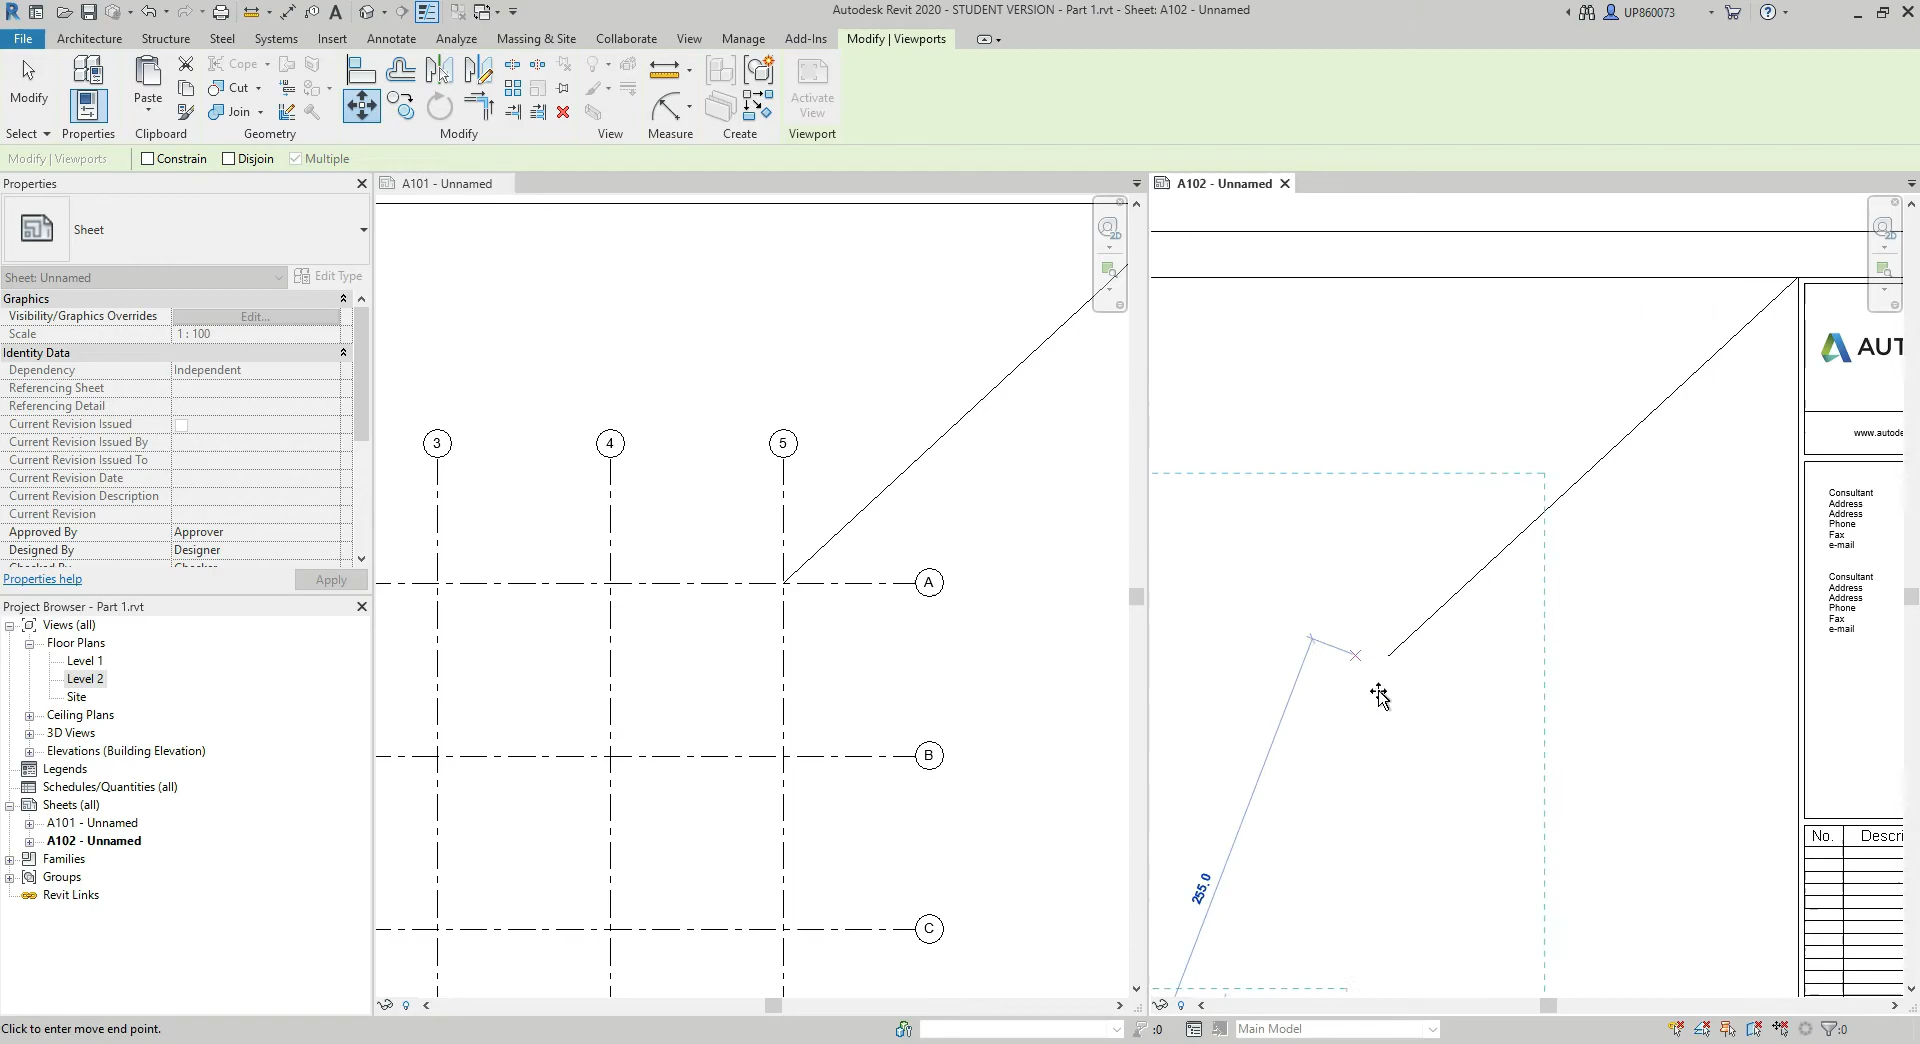 Autodesk Revit 2020 - STUDENT VERSION - Part 1.rvt - Sheet: A102 - Unnamed
UP860073
File Architecture Structure Steel Systems Insert Annotate Analyze Massing & Site Collaborate View Manage Add-Ins Modify | Viewports
Modify
Paste
Cope
Cut
Join
Activate
View
Select Properties Clipboard Geometry Modify View Measure Create Viewport
Modify | Viewports Constrain Disjoin Multiple
Properties
Sheet
Sheet: Unnamed Edit Type
Graphics
Visibility/Graphics Overrides Edit...
Scale 1 : 100
Identity Data
Dependency Independent
Referencing Sheet
Referencing Detail
Current Revision Issued
Current Revision Issued By
Current Revision Issued To
Current Revision Date
Current Revision Description
Current Revision
Approved By Approver
Designed By Designer
Properties help Apply
Project Browser - Part 1.rvt
Views (all)
Floor Plans
Level 1
Level 2
Site
Ceiling Plans
3D Views
Elevations (Building Elevation)
Legends
Schedules/Quantities (all)
Sheets (all)
A101 - Unnamed
A102 - Unnamed
Families
Groups
Revit Links
A101 - Unnamed
2D
3 4 5
A
B
C
A102 - Unnamed
2D
AUT
www.autode
Consultant
Address
Address
Phone
Fax
e-mail
Consultant
Address
Address
Phone
Fax
e-mail
No. Descri
255.0
Click to enter move end point.
:0
Main Model
:0